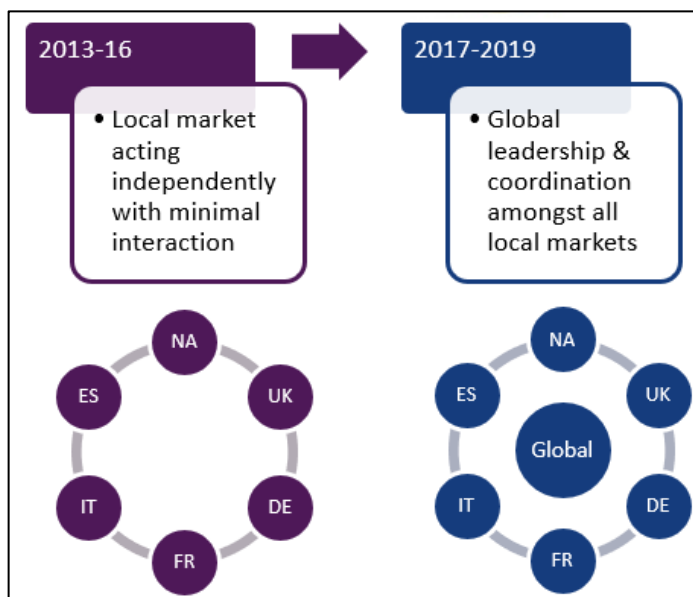 2013-16
• Local market
acting
independently
with minimal
interaction
2017-2019
• Global
leadership &
coordination
amongst all
local markets
NA
UK
DE
FR
IT
ES
NA
UK
DE
FR
IT
ES
Global